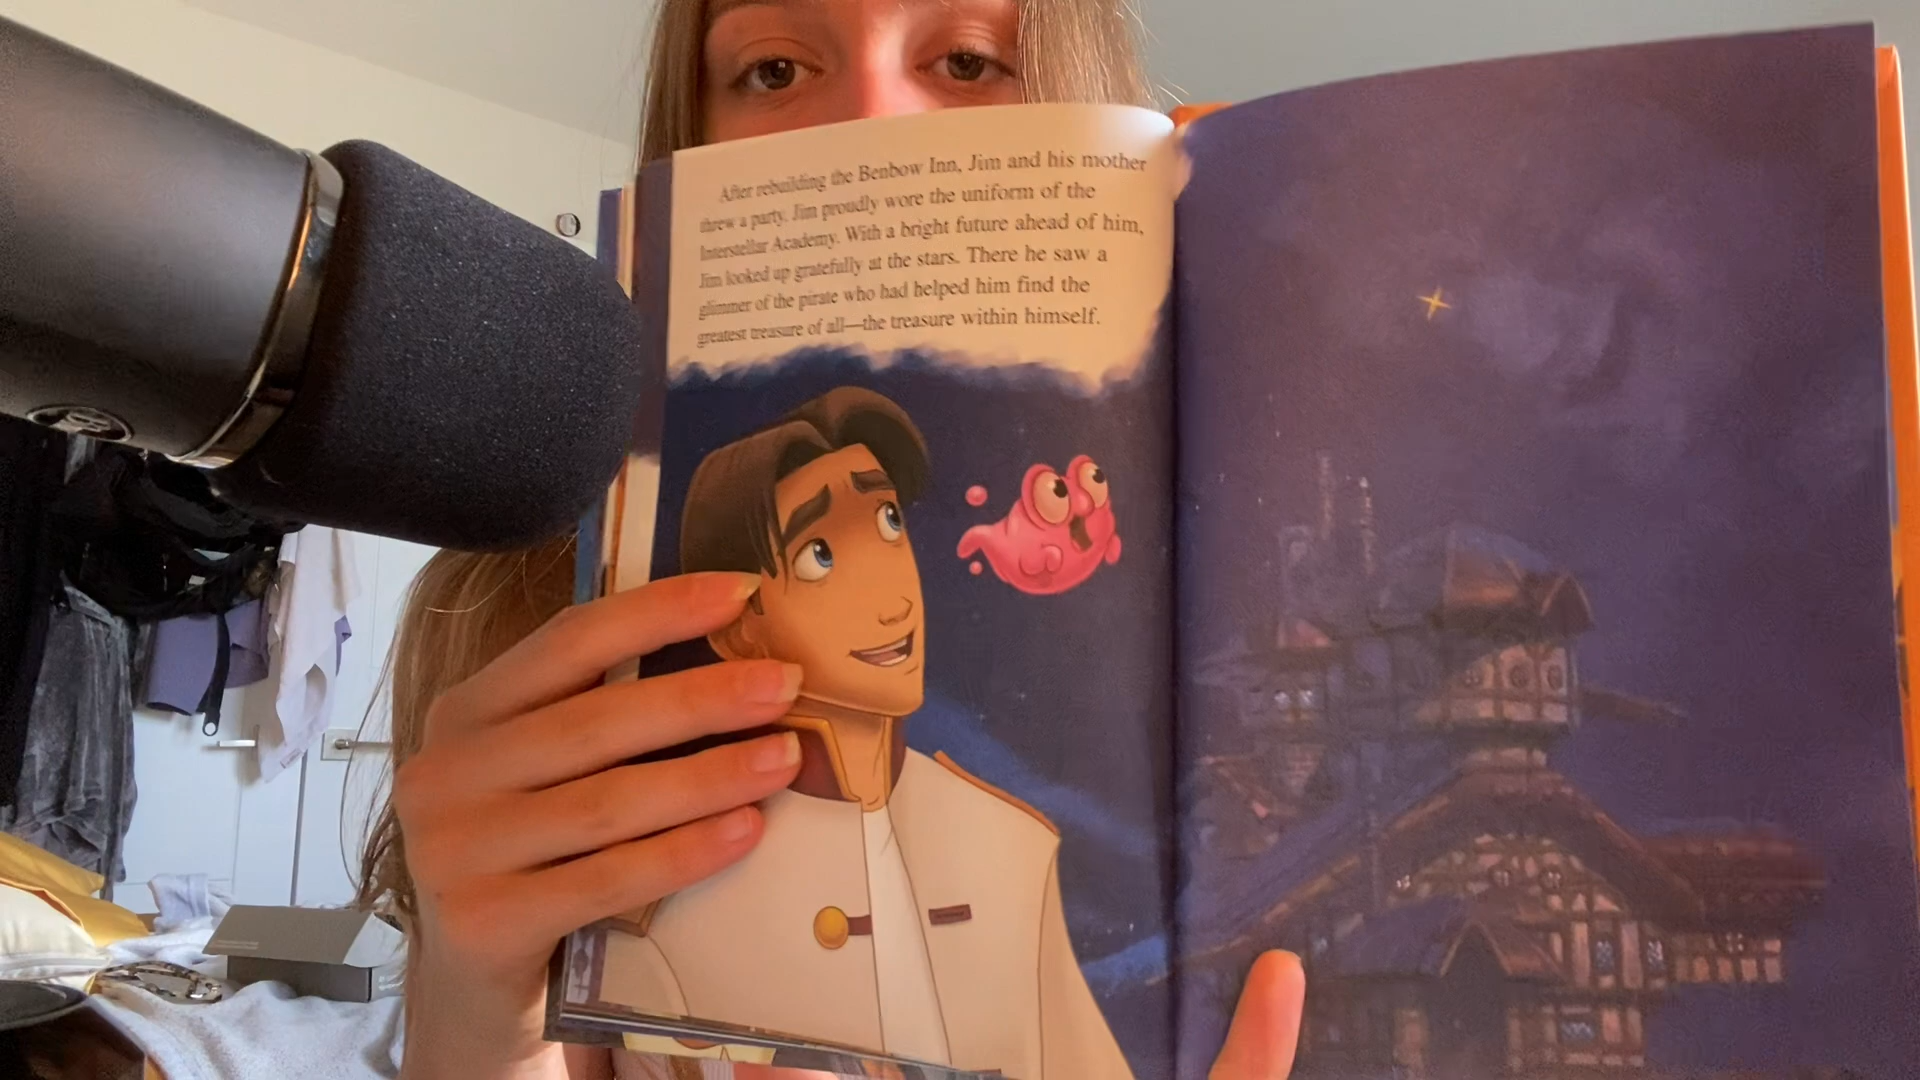 After rebuilding the Benbow Inn, Jim and his mother
threw a party. Jim proudly wore the uniform of the
Interstellar Academy. With a bright future ahead of him,
Jim looked up gratefully at the stars. There he saw a
glimmer of the pirate who had helped him find the
greatest treasure of all—the treasure within himself.